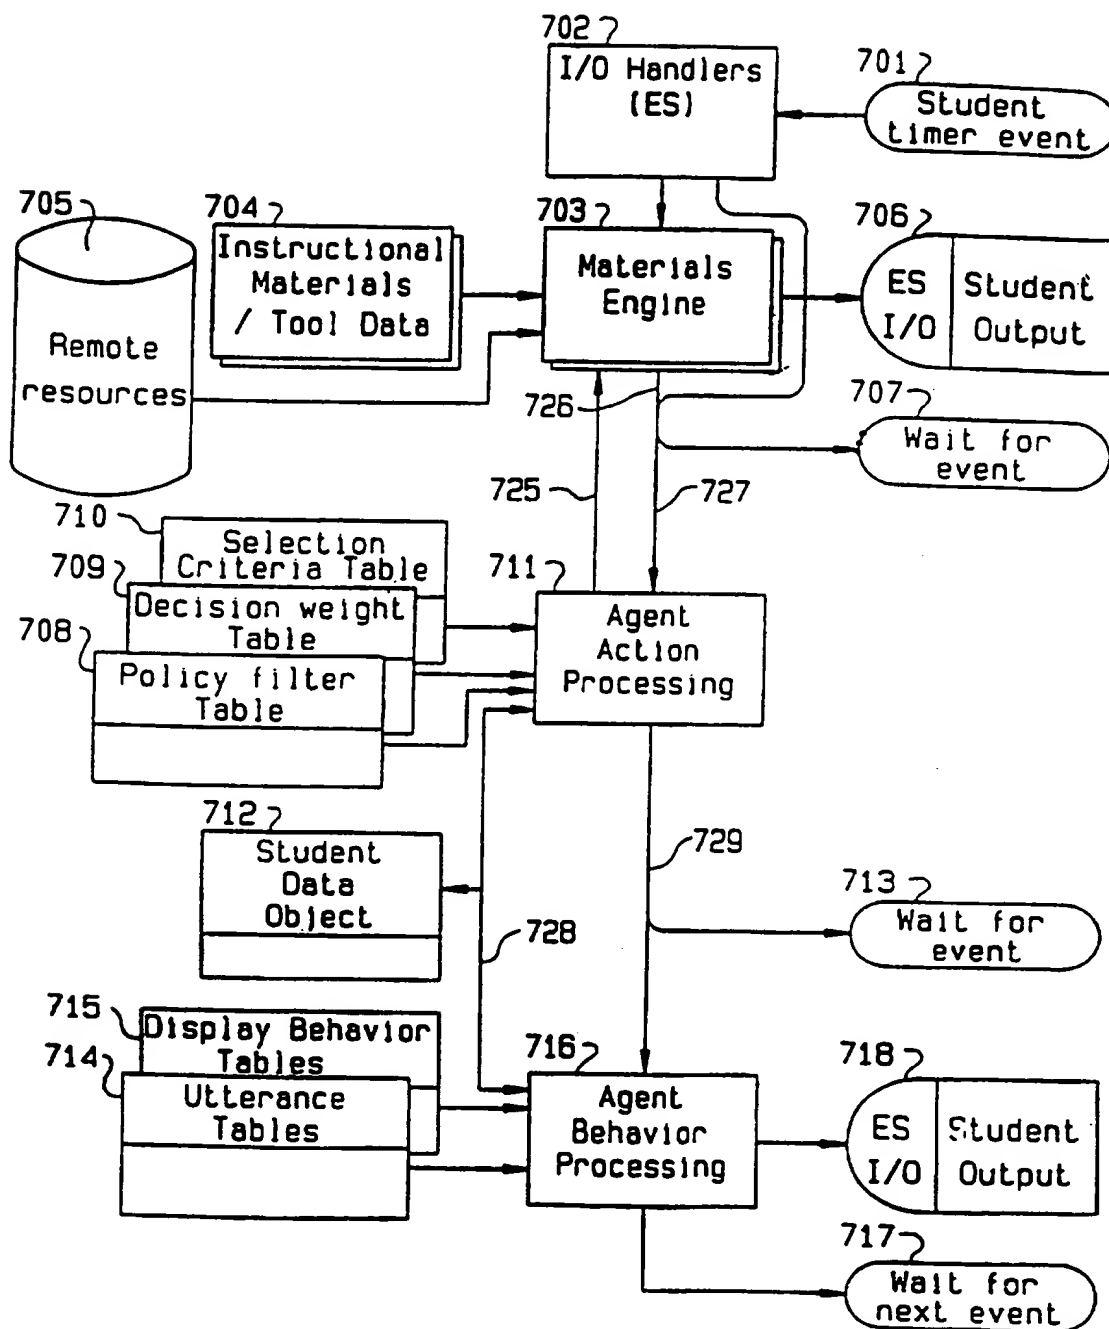 702
I/O Handlers
(ES)
701
Student
timer event
705
Remote
resources
704
Instructional
Materials
/ Tool Data
703
Materials
Engine
706
ES
I/O
Student
Output
726
707
Wait for
event
725
727
710
Selection
Criteria Table
709
Decision weight
Table
708
Policy filter
Table
711
Agent
Action
Processing
712
Student
Data
Object
728
729
713
Wait for
event
715
Display Behavior
Tables
714
Utterance
Tables
716
Agent
Behavior
Processing
718
ES
I/O
Student
Output
717
Wait for
next event